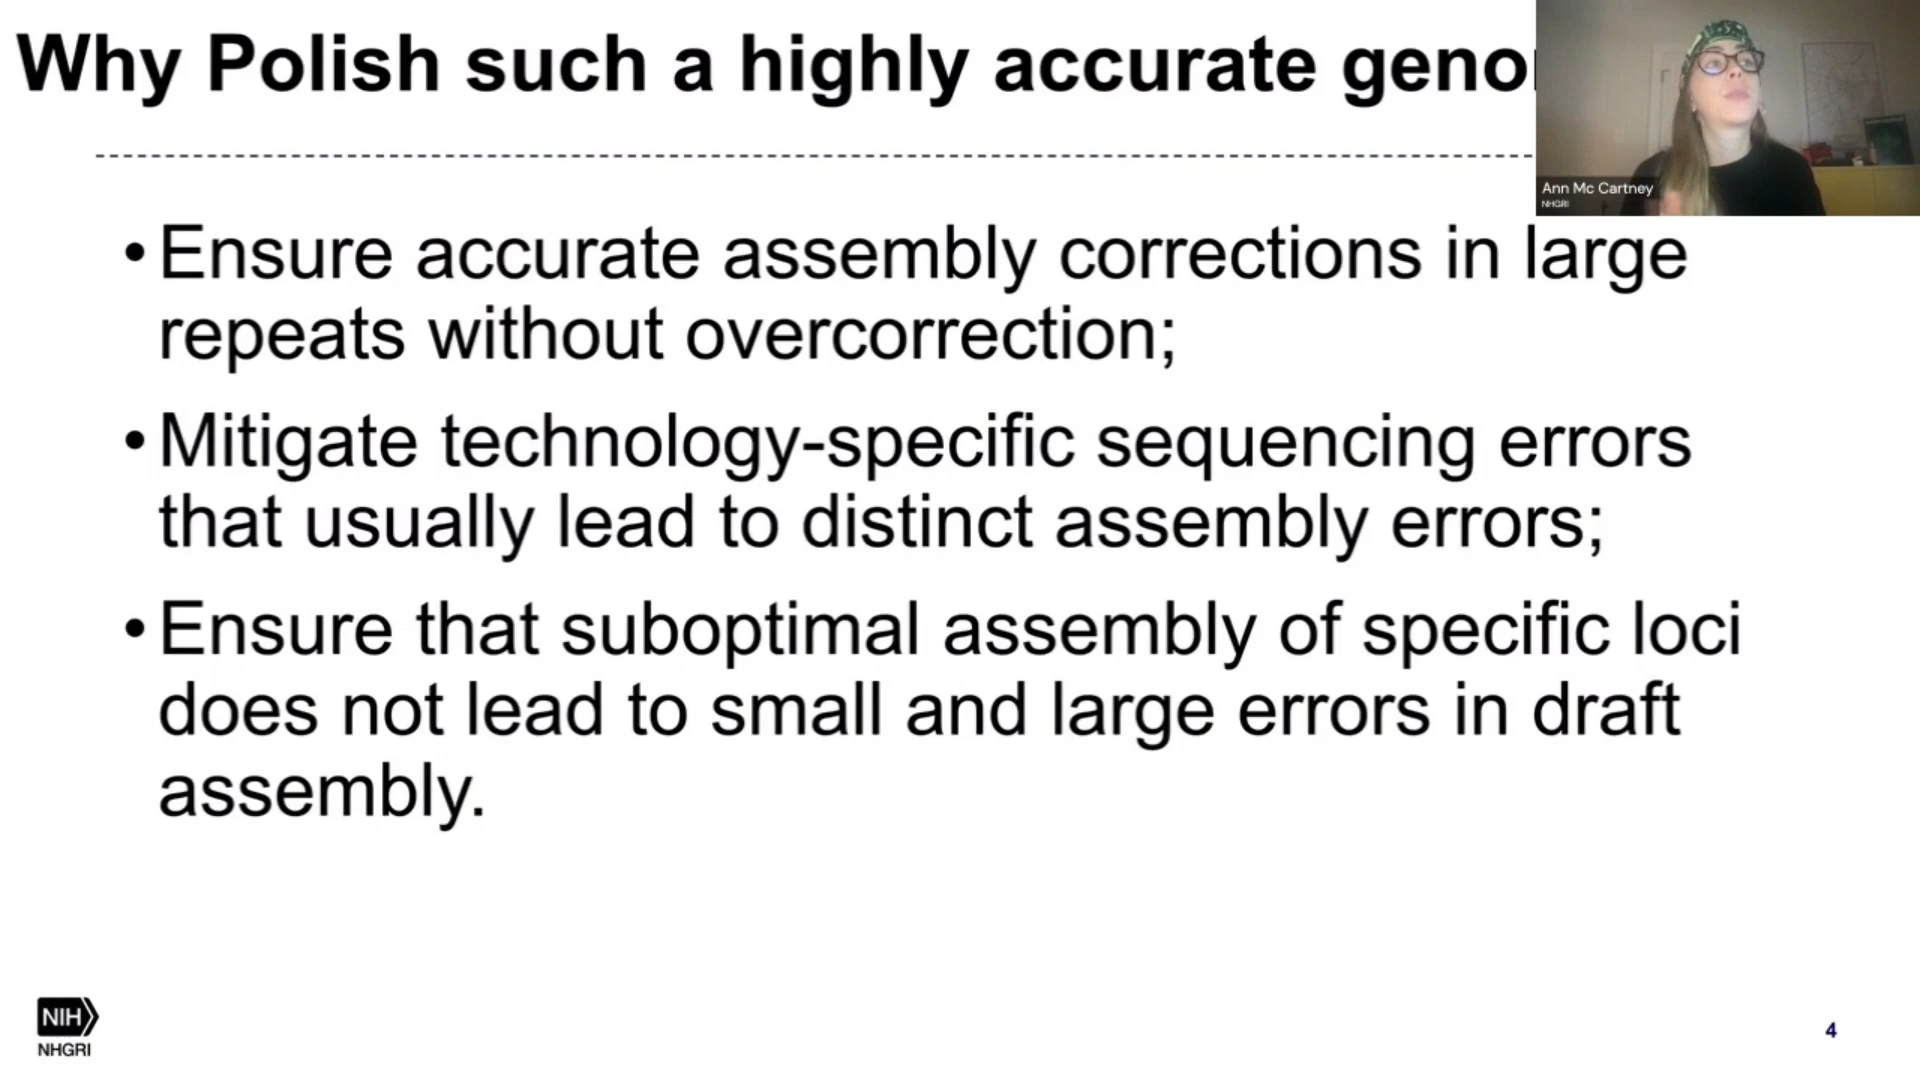 Why Polish such a highly accurate
Ann Mc Cartney
NHGRI
• Ensure accurate assembly corrections in large
repeats without overcorrection;
• Mitigate technology-specific sequencing errors
that usually lead to distinct assembly errors;
• Ensure that suboptimal assembly of specific loci
does not lead to small and large errors in draft
assembly.
NIH
NHGRI
4